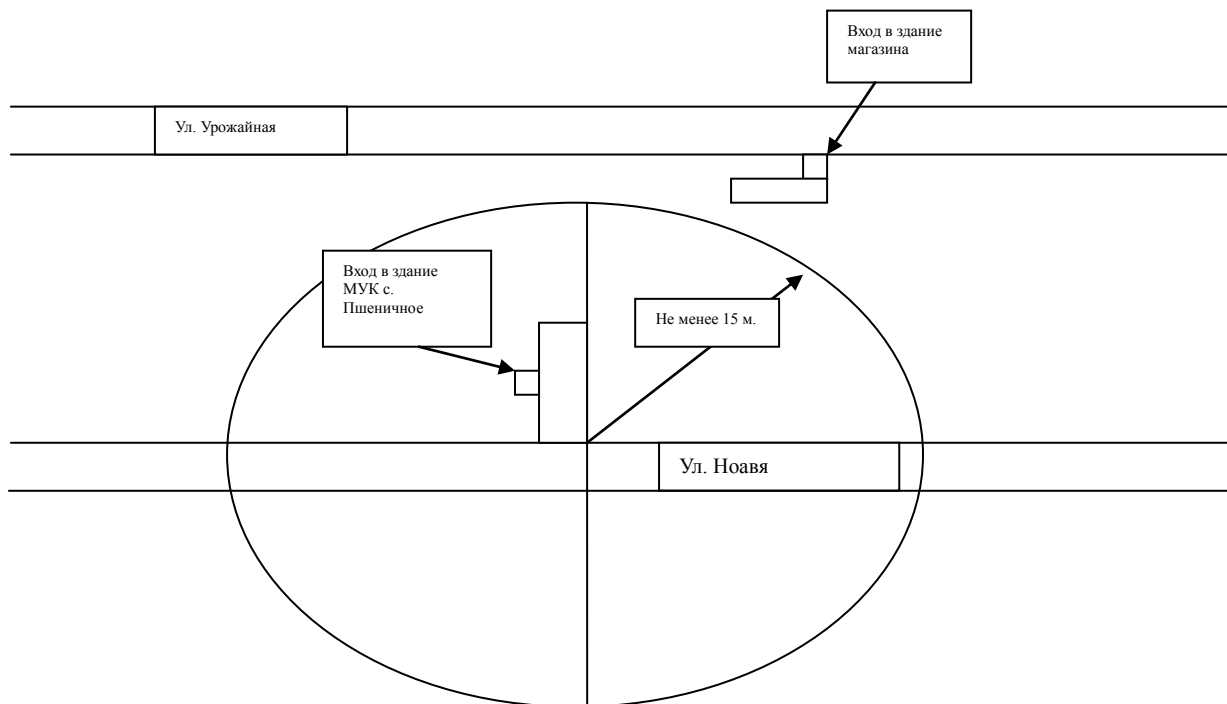 Вход в здание
магазина
Ул. Урожайная
Вход в здание
МУК с.
Пшеничное
Не менее 15 м.
Ул. Ноавя